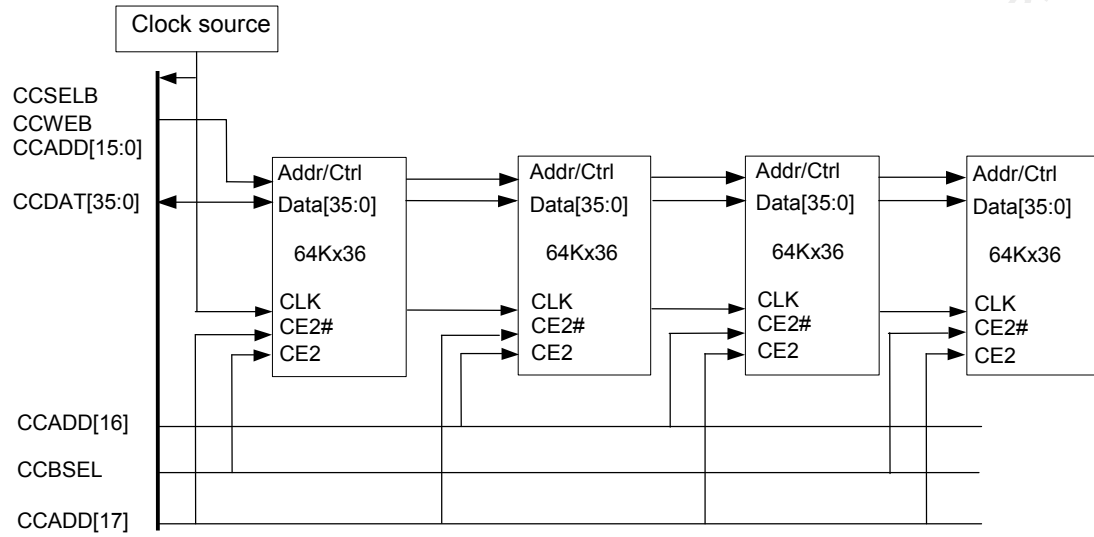 Clock source
CCSELB
CCWEB
CCADD[15:0]
CCDAT[35:0]
CCADD[16]
CCBSEL
CCADD[17]
Addr/Ctrl
Data[35:0]
64Kx36
CLK
CE2#
CE2
Addr/Ctrl
Data[35:0]
64Kx36
CLK
CE2#
CE2
Addr/Ctrl
Data[35:0]
64Kx36
CLK
CE2#
CE2
Addr/Ctrl
Data[35:0]
64Kx36
CLK
CE2#
CE2